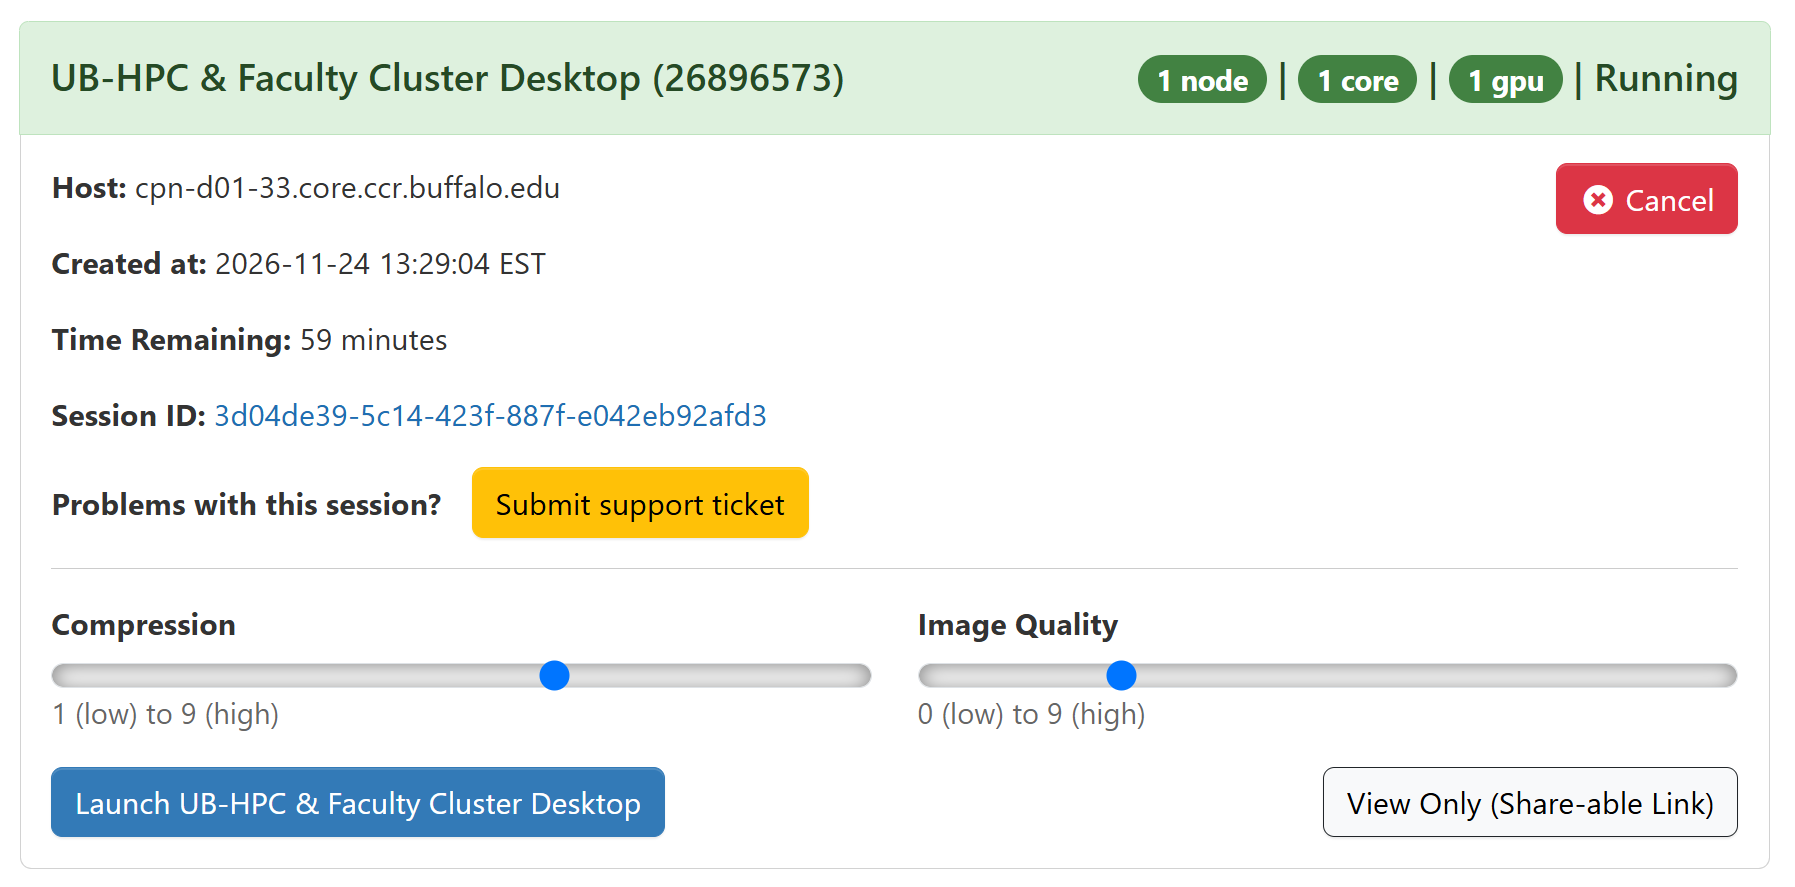 UB-HPC & Faculty Cluster Desktop (26896573) 1 node | 1 core | 1 gpu | Running
Host: cpn-d01-33.core.ccr.buffalo.edu
Cancel
Created at: 2026-11-24 13:29:04 EST
Time Remaining: 59 minutes
Session ID: 3d04de39-5c14-423f-887f-e042eb92afd3
Problems with this session? Submit support ticket
Compression
1 (low) to 9 (high)
Image Quality
0 (low) to 9 (high)
Launch UB-HPC & Faculty Cluster Desktop
View Only (Share-able Link)